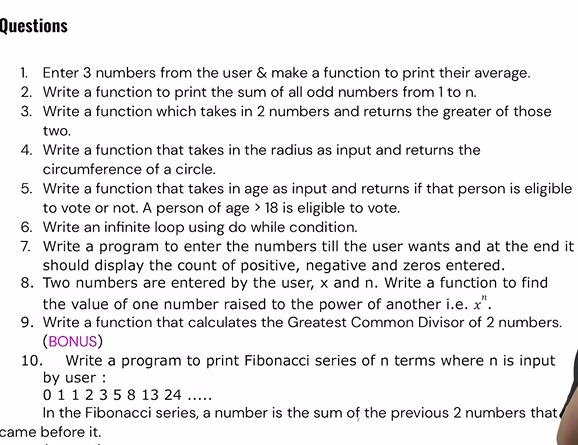 Questions
1. Enter 3 numbers from the user & make a function to print their average.
2. Write a function to print the sum of all odd numbers from 1 to n.
3. Write a function which takes in 2 numbers and returns the greater of those
two.
4. Write a function that takes in the radius as input and returns the
circumference of a circle.
5. Write a function that takes in age as input and returns if that person is eligible
to vote or not. A person of age > 18 is eligible to vote.
6. Write an infinite loop using do while condition.
7. Write a program to enter the numbers till the user wants and at the end it
should display the count of positive, negative and zeros entered.
8. Two numbers are entered by the user, x and n. Write a function to find
the value of one number raised to the power of another i.e. xⁿ.
9. Write a function that calculates the Greatest Common Divisor of 2 numbers.
(BONUS)
10. Write a program to print Fibonacci series of n terms where n is input
by user :
0 1 1 2 3 5 8 13 24 .....
In the Fibonacci series, a number is the sum of the previous 2 numbers that
came before it.